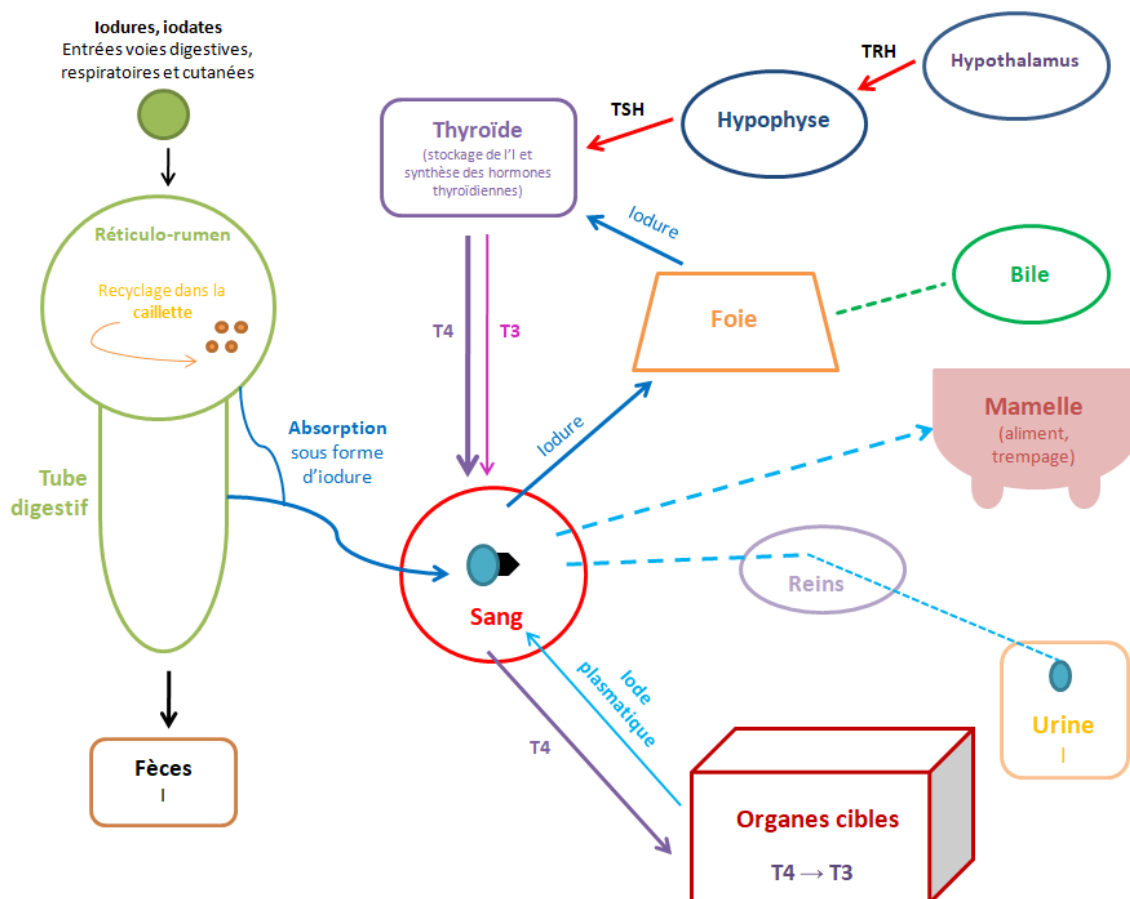 Iodures, iodates
Entrées voies digestives,
respiratoires et cutanées
Réticulo-rumen
Recyclage dans la
caillette
Tube
digestif
Absorption
sous forme
d'iodure
Fèces
I
Thyroïde
(stockage de l'I et
synthèse des hormones
thyroïdiennes)
TSH
Hypophyse
TRH
Hypothalamus
Iodure
T4
T3
Foie
Bile
Iodure
Mamelle
(aliment,
trempage)
Sang
Reins
Urine
I
Iode
plasmatique
T4
Organes cibles
T4 → T3